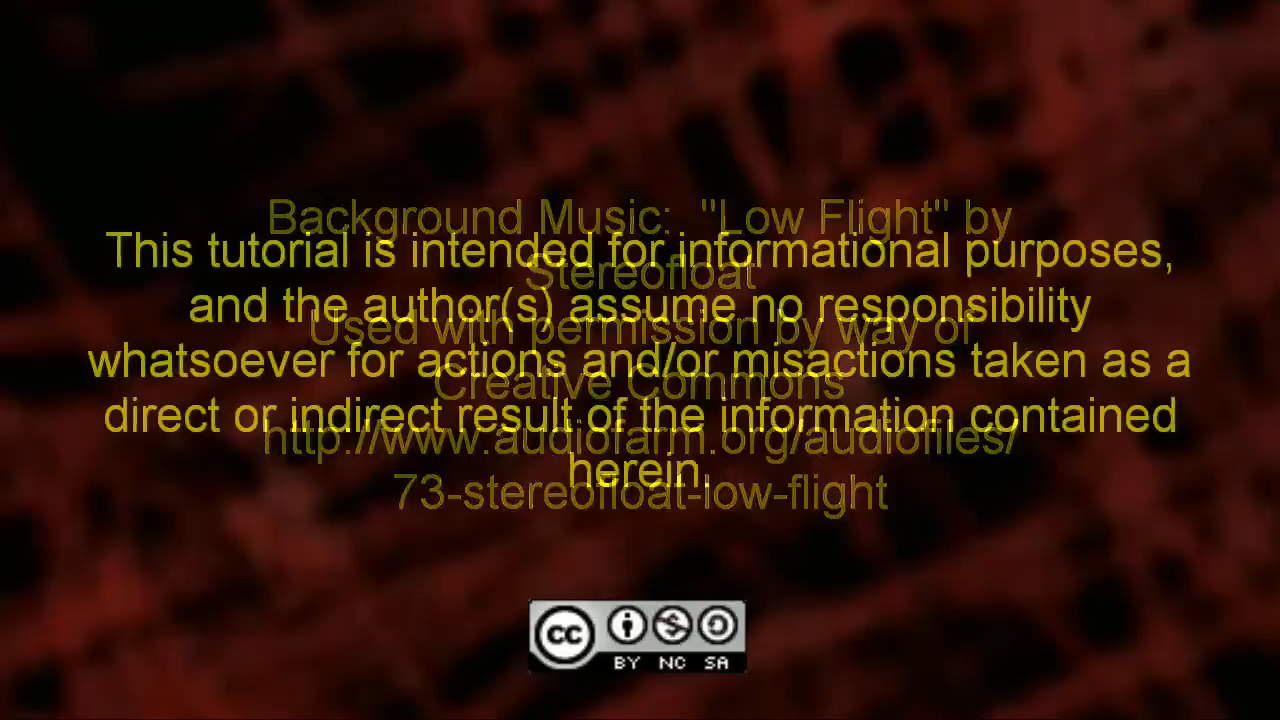 Background Music:  "Low Flight" by
Stereofloat
Used with permission by way of
Creative Commons
http://www.audiofarm.org/audiofiles/
73-stereofloat-low-flight
This tutorial is intended for informational purposes,
and the author(s) assume no responsibility
whatsoever for actions and/or misactions taken as a
direct or indirect result of the information contained
herein.
cc
BY NC SA